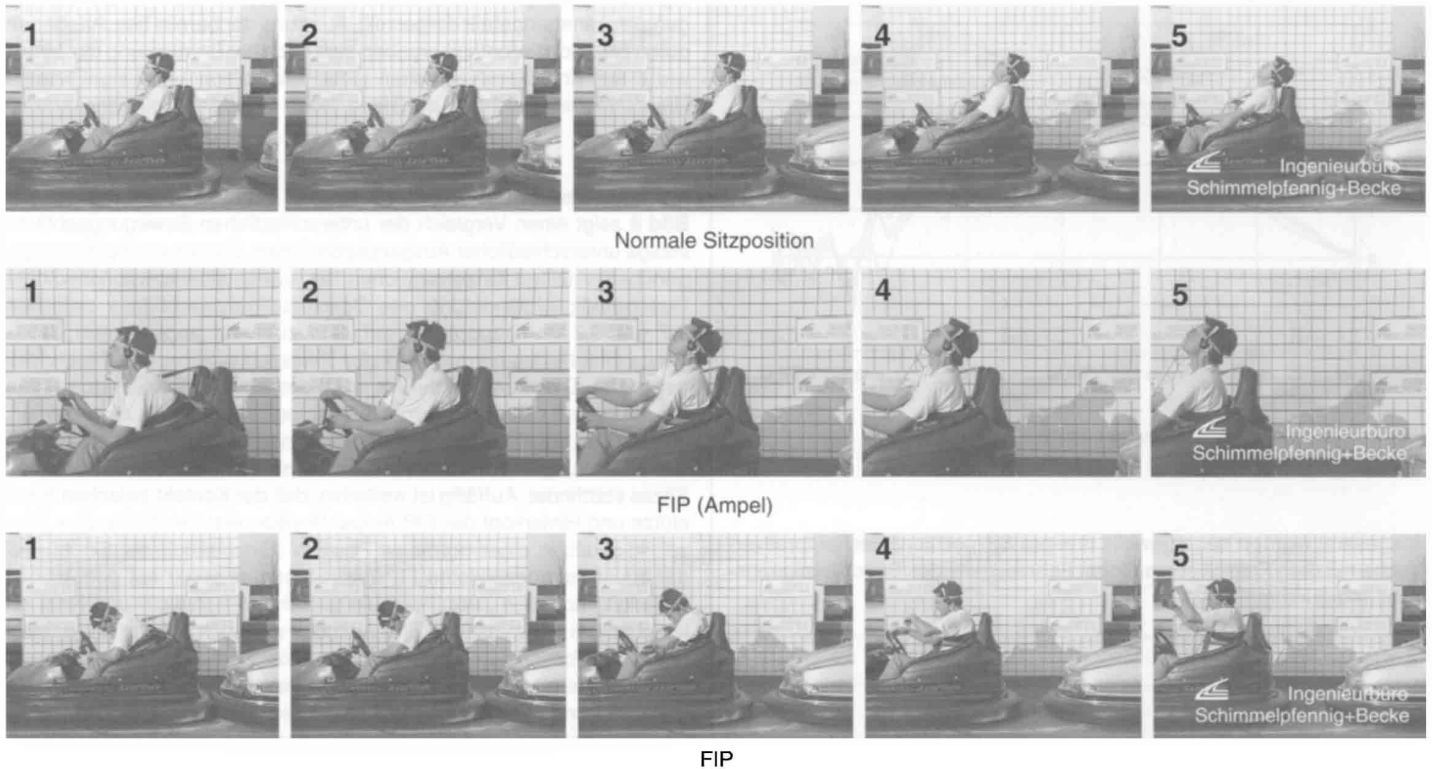 1 2 3 4 5
Ingenieurbüro
Schimmelpfennig+Becke
Normale Sitzposition
1 2 3 4 5
Ingenieurbüro
Schimmelpfennig+Becke
FIP (Ampel)
1 2 3 4 5
Ingenieurbüro
Schimmelpfennig+Becke
FIP